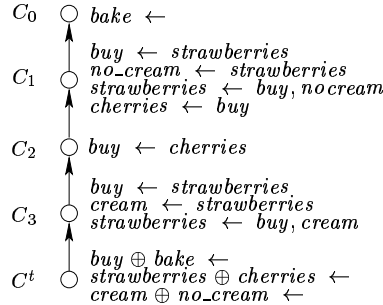 C₀ bake ←
buy ← strawberries
C₁ no_cream ← strawberries
strawberries ← buy, nocream
cherries ← buy
C₂ buy ← cherries
buy ← strawberries
C₃ cream ← strawberries
strawberries ← buy, cream
buy ⊕ bake ←
Cᵗ strawberries ⊕ cherries ←
cream ⊕ no_cream ←